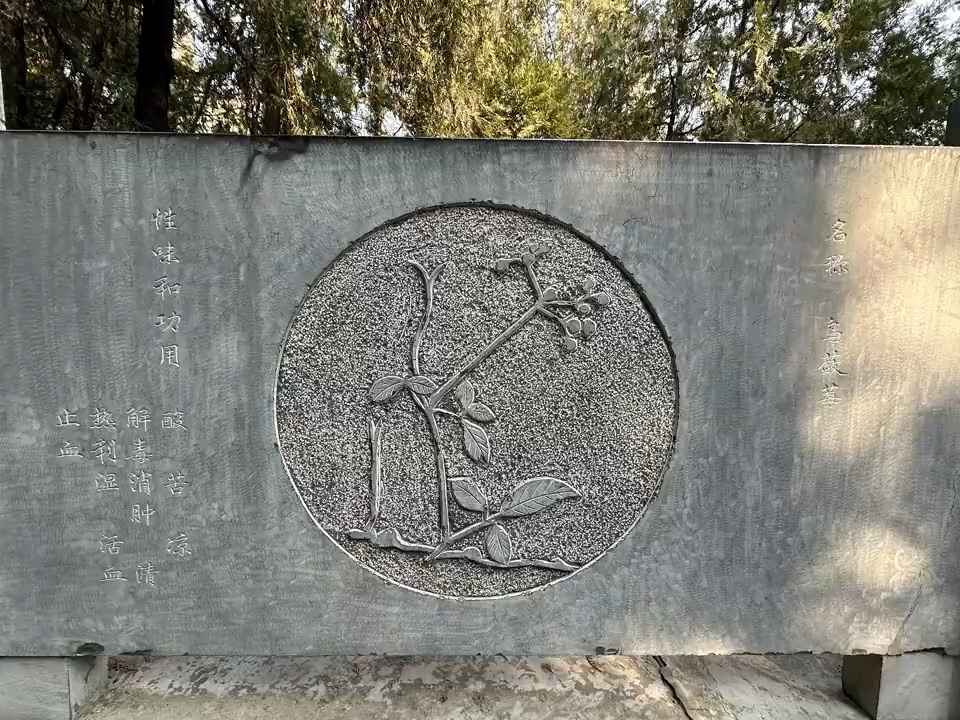 名称 乌蔹莓
性味和功用
酸 苦 凉
解毒消肿 清
热利湿 活血
止血